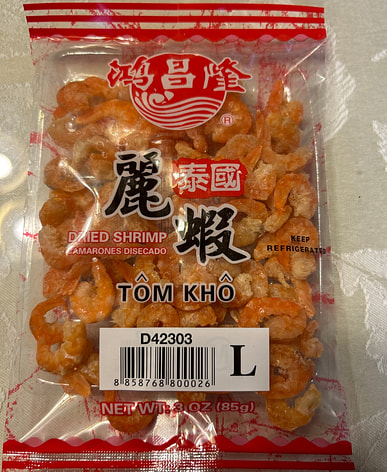 鴻昌隆
®
泰國
麗蝦
DRIED SHRIMP
CAMARONES DISECADO
KEEP
REFRIGERATED
TÔM KHÔ
D42303
L
8 858768 800026
NET WT. 3 OZ (85g)